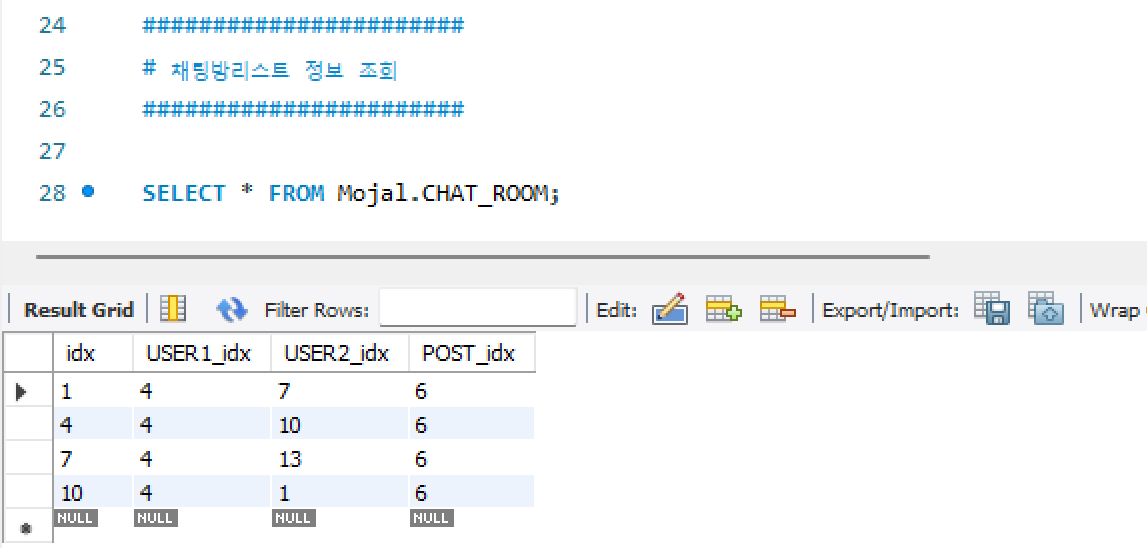 24 #######################
25 # 채팅방리스트 정보 조회
26 #######################
27
28 SELECT * FROM Mojal.CHAT_ROOM;
Result Grid Filter Rows: Edit: Export/Import: Wrap
idx USER1_idx USER2_idx POST_idx
1 4 7 6
4 4 10 6
7 4 13 6
10 4 1 6
NULL NULL NULL NULL